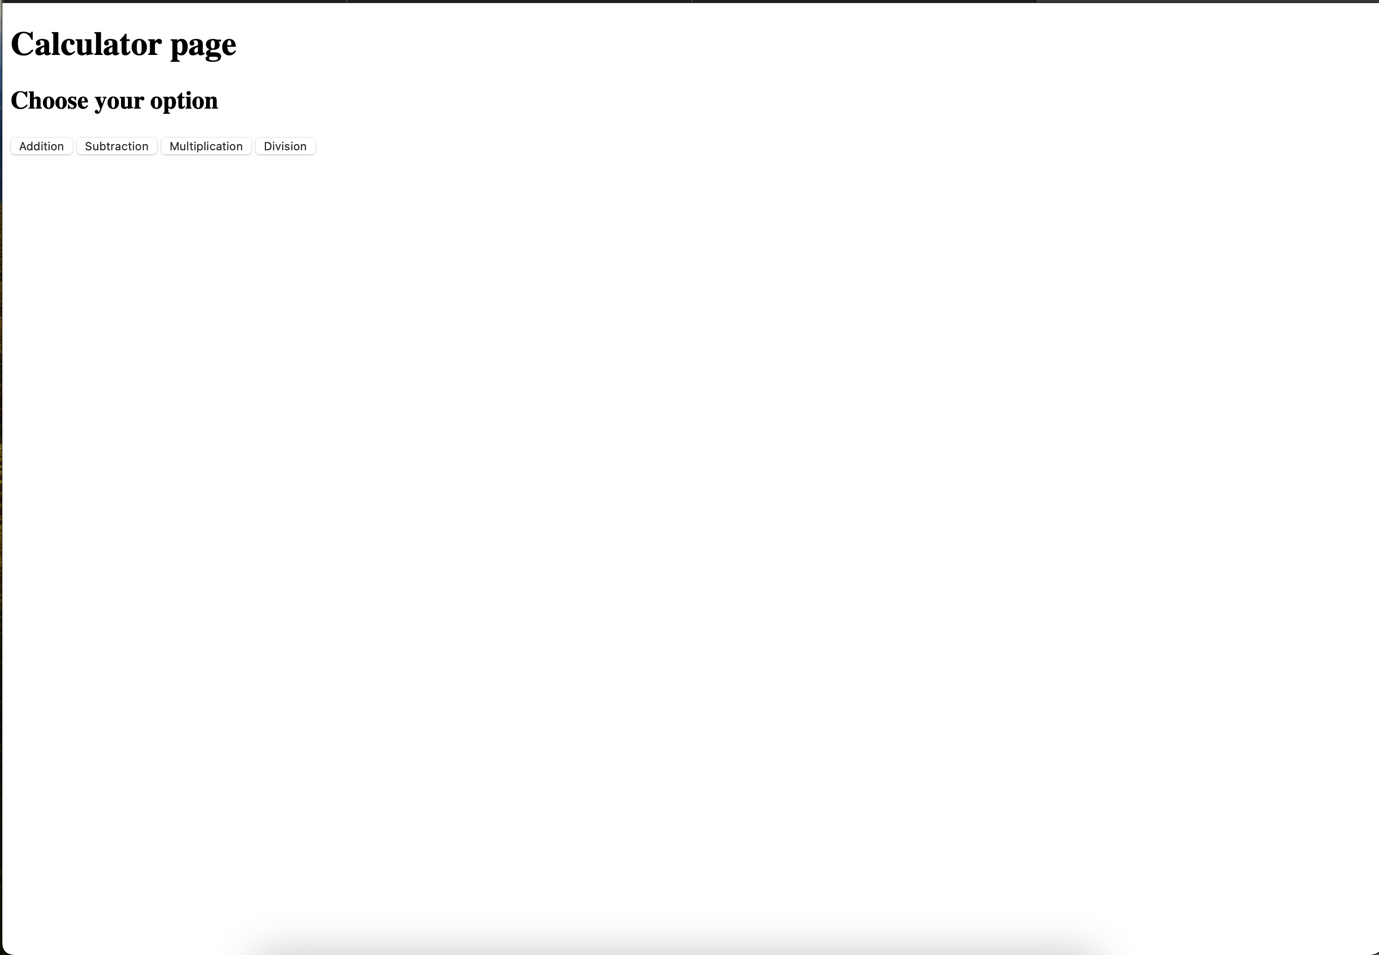 Calculator page
Choose your option
Addition Subtraction Multiplication Division